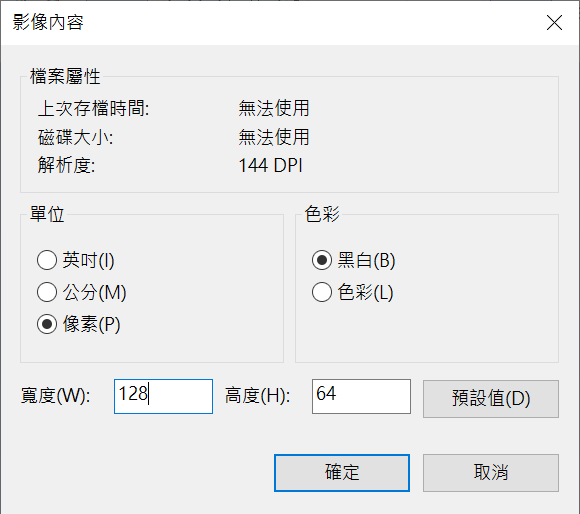 影像內容
檔案屬性
上次存檔時間: 無法使用
磁碟大小: 無法使用
解析度: 144 DPI
單位
英吋(I)
公分(M)
像素(P)
色彩
黑白(B)
色彩(L)
寬度(W): 128 高度(H): 64 預設值(D)
確定 取消